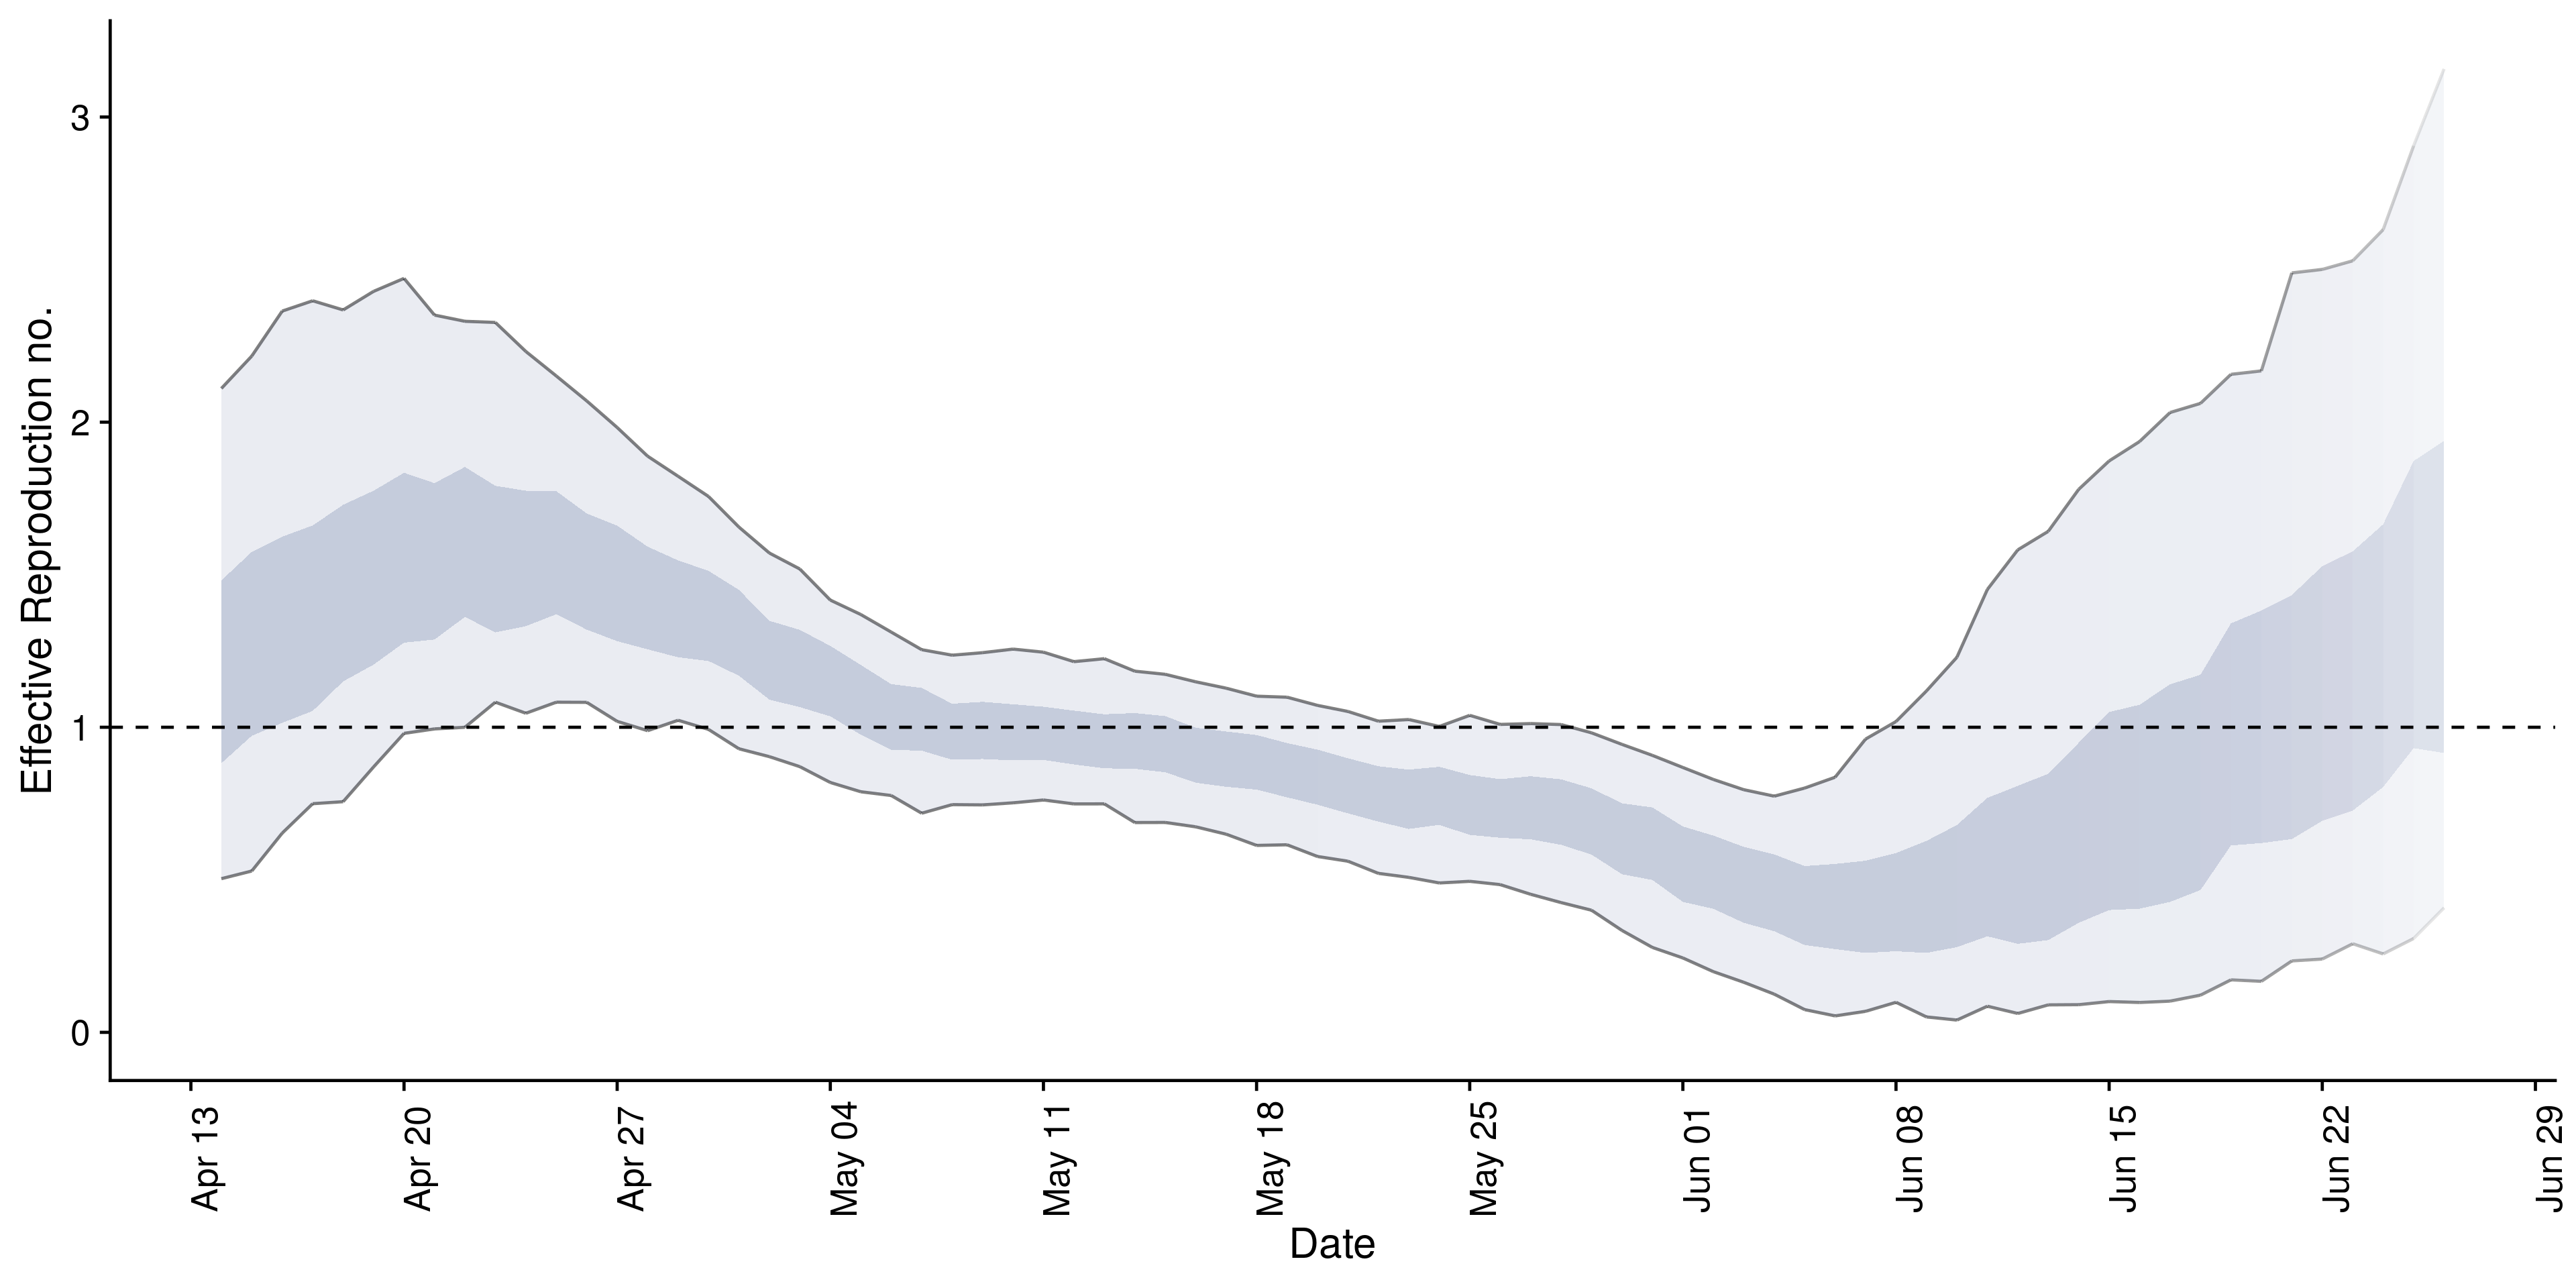 Effective Reproduction no.
3
2
1
0
Apr 13
Apr 20
Apr 27
May 04
May 11
May 18
May 25
Jun 01
Jun 08
Jun 15
Jun 22
Jun 29
Date